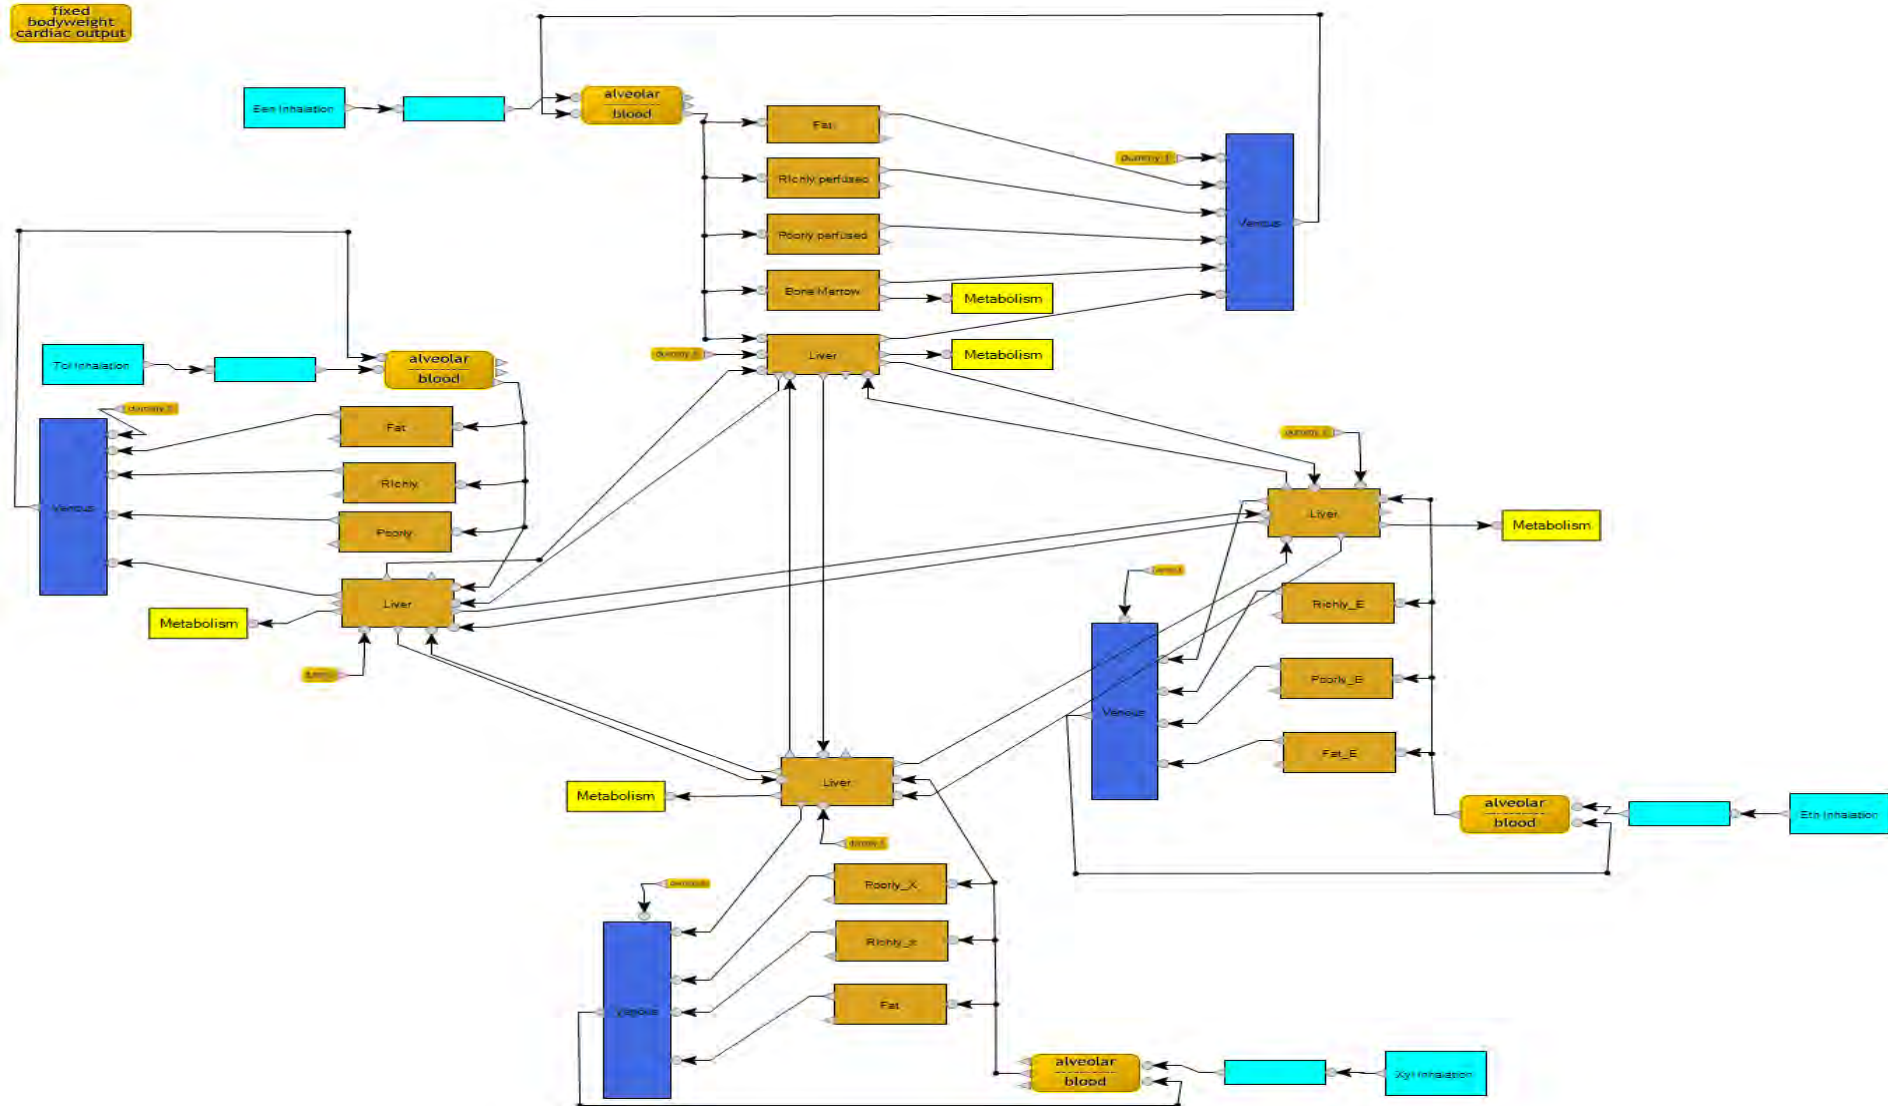 fixed
bodyweight
cardiac output
Ben Inhalation
alveolar
blood
Fat
Richly perfused
Poorly perfused
Bone Marrow
Metabolism
Liver
Metabolism
Venous
Tol Inhalation
alveolar
blood
Fat
Richly
Poorly
Liver
Venous
Metabolism
Liver
Metabolism
Richly_E
Poorly_E
Fat_E
Venous
alveolar
blood
Eth Inhalation
Liver
Metabolism
Poorly_X
Richly_x
Fat
Venous
alveolar
blood
Xyl Inhalation